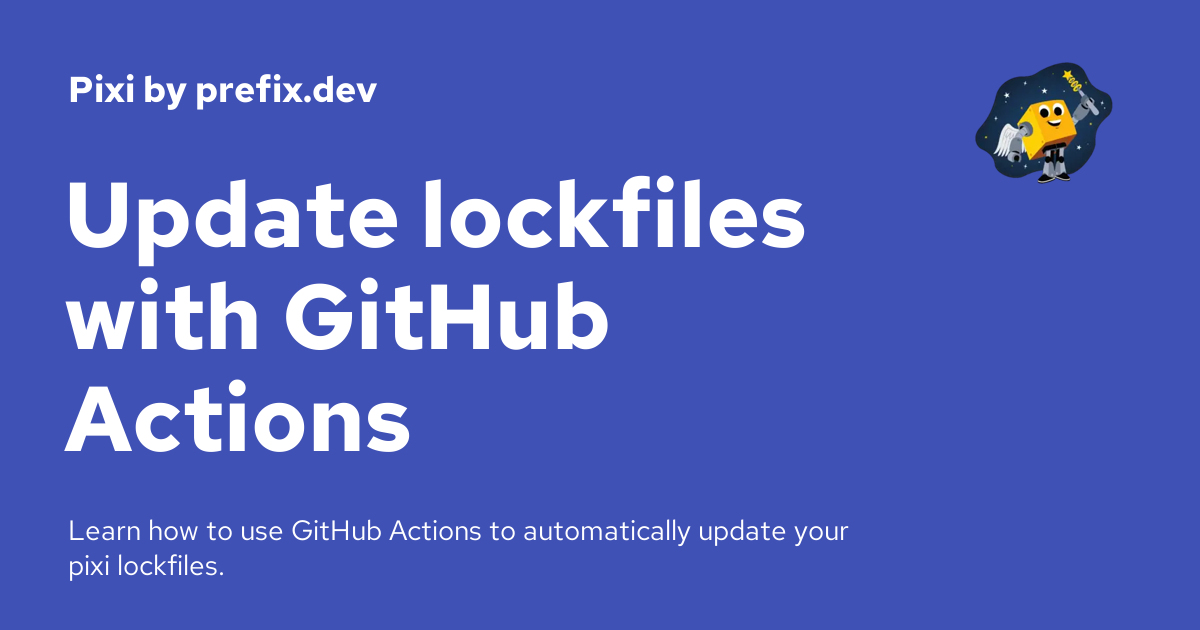 Pixi by prefix.dev
Update lockfiles
with GitHub
Actions
Learn how to use GitHub Actions to automatically update your
pixi lockfiles.